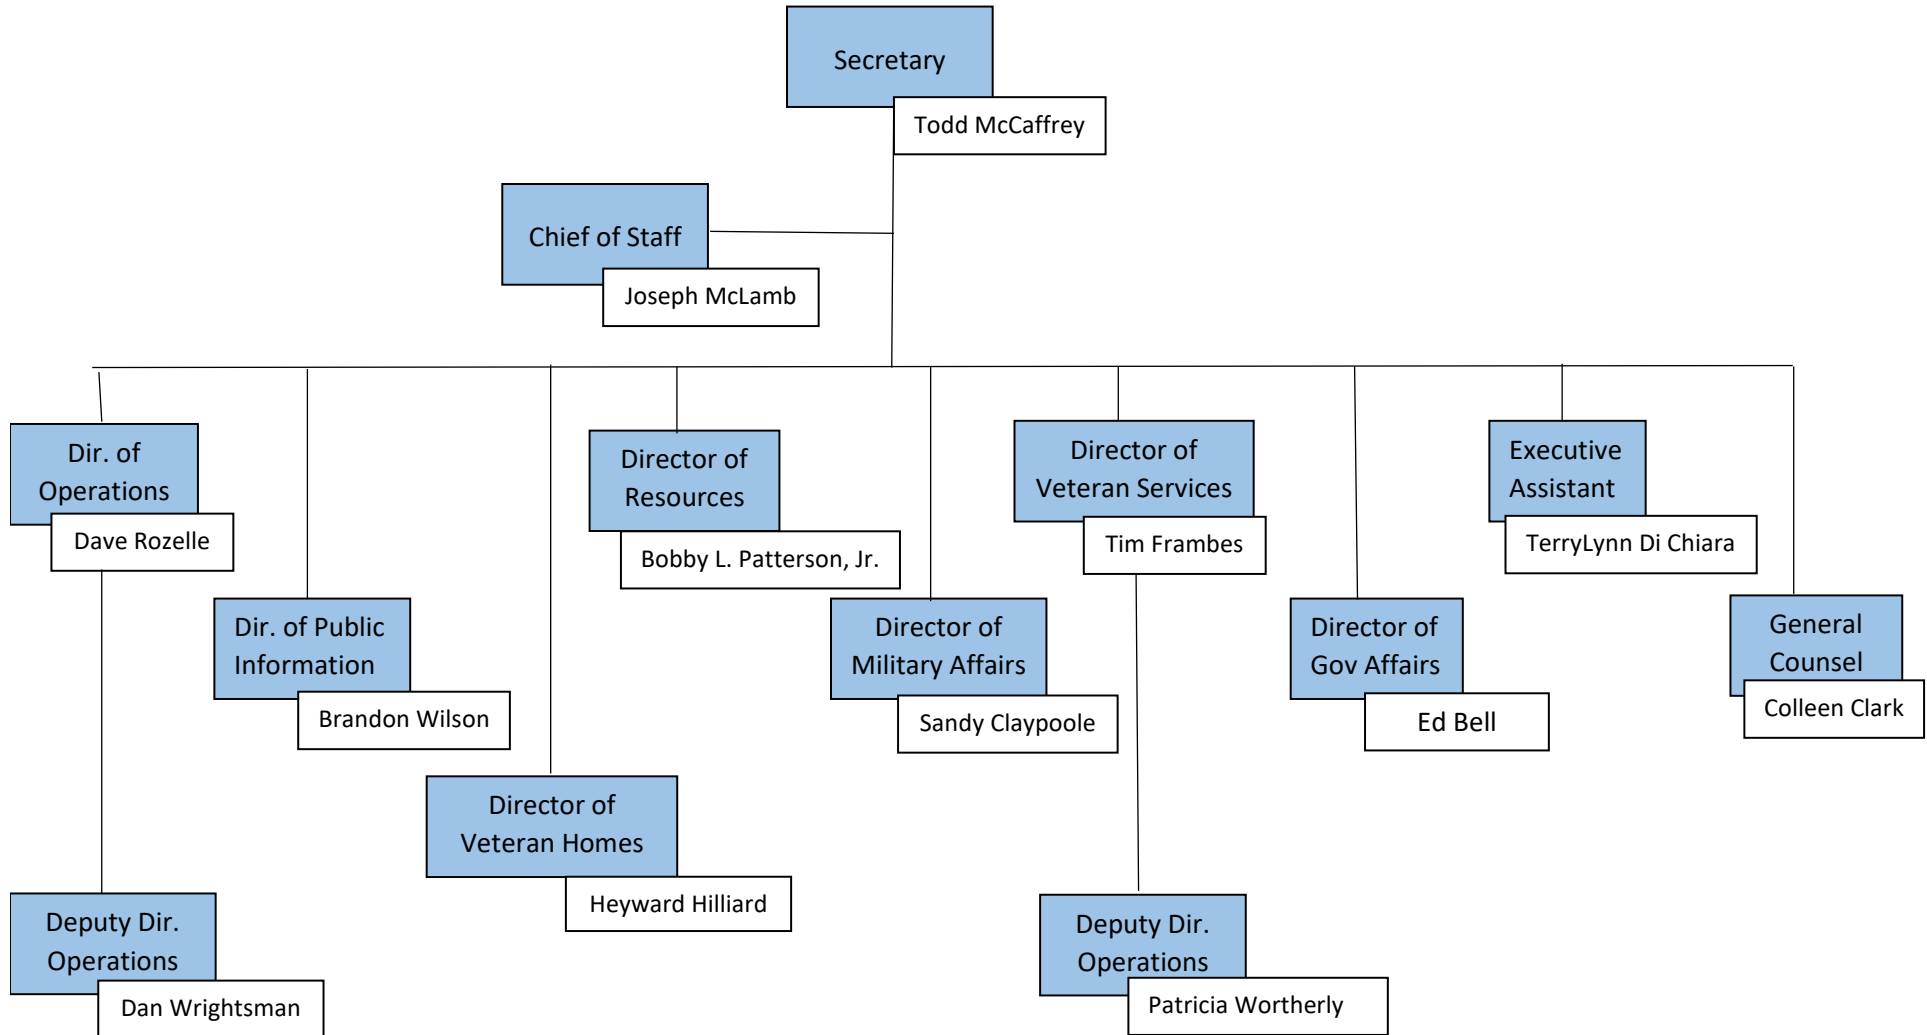 Secretary
Todd McCaffrey
Chief of Staff
Joseph McLamb
Dir. of
Operations
Dave Rozelle
Director of
Resources
Bobby L. Patterson, Jr.
Director of
Veteran Services
Tim Frambes
Executive
Assistant
TerryLynn Di Chiara
Dir. of Public
Information
Brandon Wilson
Director of
Military Affairs
Sandy Claypoole
Director of
Gov Affairs
Ed Bell
General
Counsel
Colleen Clark
Director of
Veteran Homes
Heyward Hilliard
Deputy Dir.
Operations
Dan Wrightsman
Deputy Dir.
Operations
Patricia Wortherly